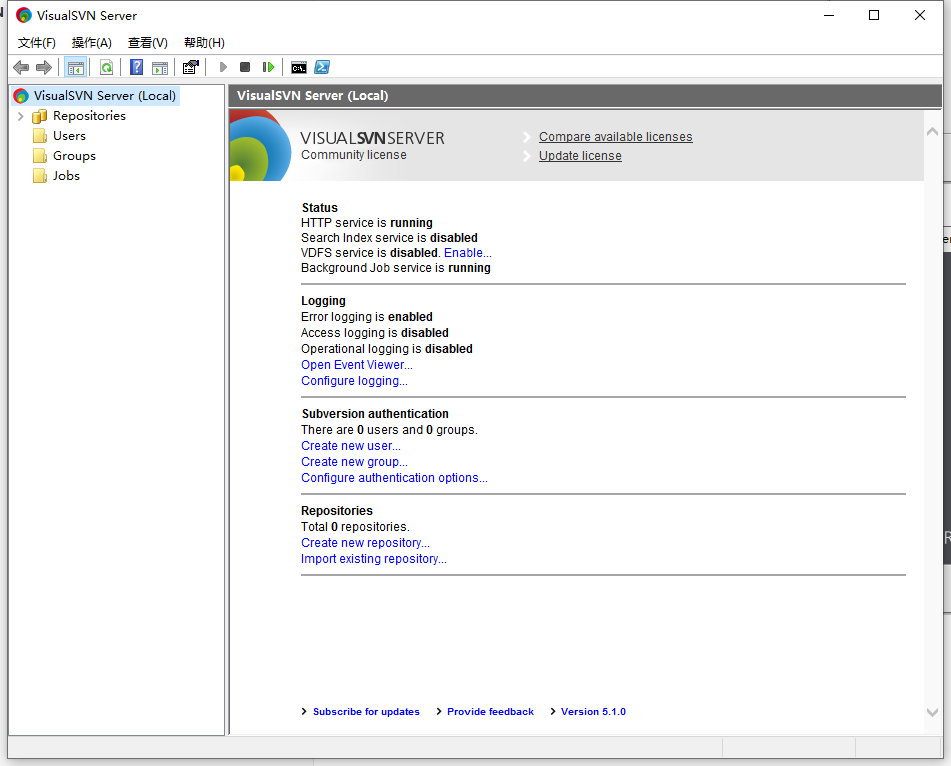 VisualSVN Server
文件(F) 操作(A) 查看(V) 帮助(H)
VisualSVN Server (Local)
Repositories
Users
Groups
Jobs
VisualSVN Server (Local)
VISUALSVNSERVER
Community license
Compare available licenses
Update license
Status
HTTP service is running
Search Index service is disabled
VDFS service is disabled. Enable...
Background Job service is running
Logging
Error logging is enabled
Access logging is disabled
Operational logging is disabled
Open Event Viewer...
Configure logging...
Subversion authentication
There are 0 users and 0 groups.
Create new user...
Create new group...
Configure authentication options...
Repositories
Total 0 repositories.
Create new repository...
Import existing repository...
Subscribe for updates Provide feedback Version 5.1.0